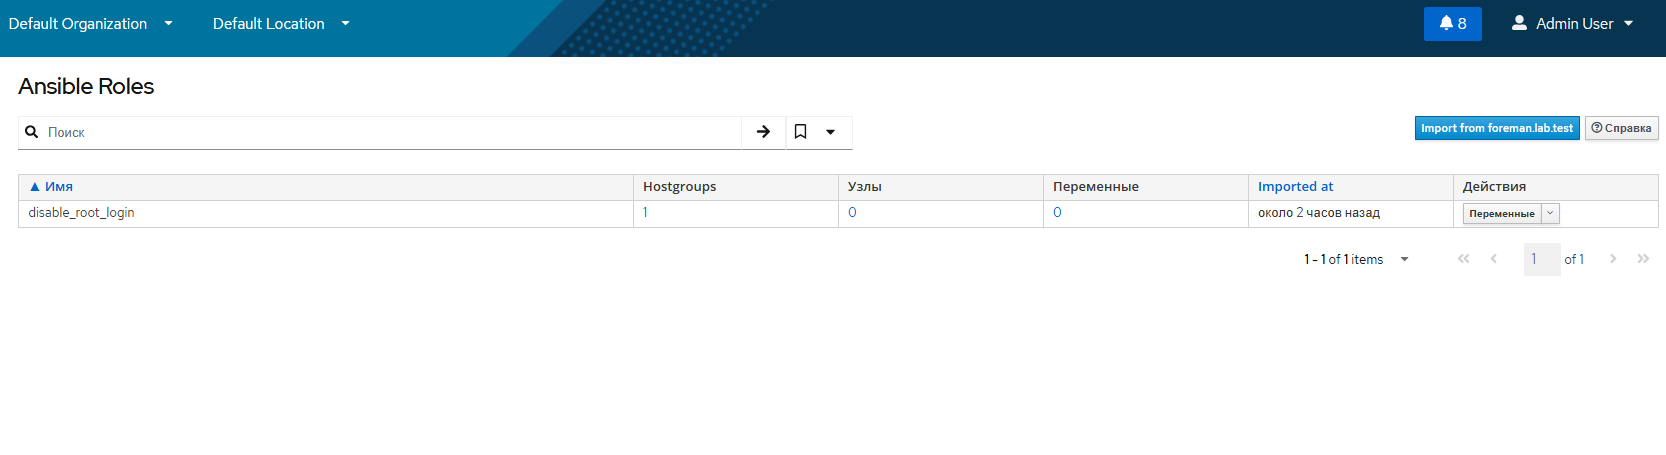 Default Organization Default Location 8 Admin User
Ansible Roles
Поиск Import from foreman.lab.test Справка
Имя Hostgroups Узлы Переменные Imported at Действия
disable_root_login 1 0 0 около 2 часов назад Переменные
1 - 1 of 1 items 1 of 1